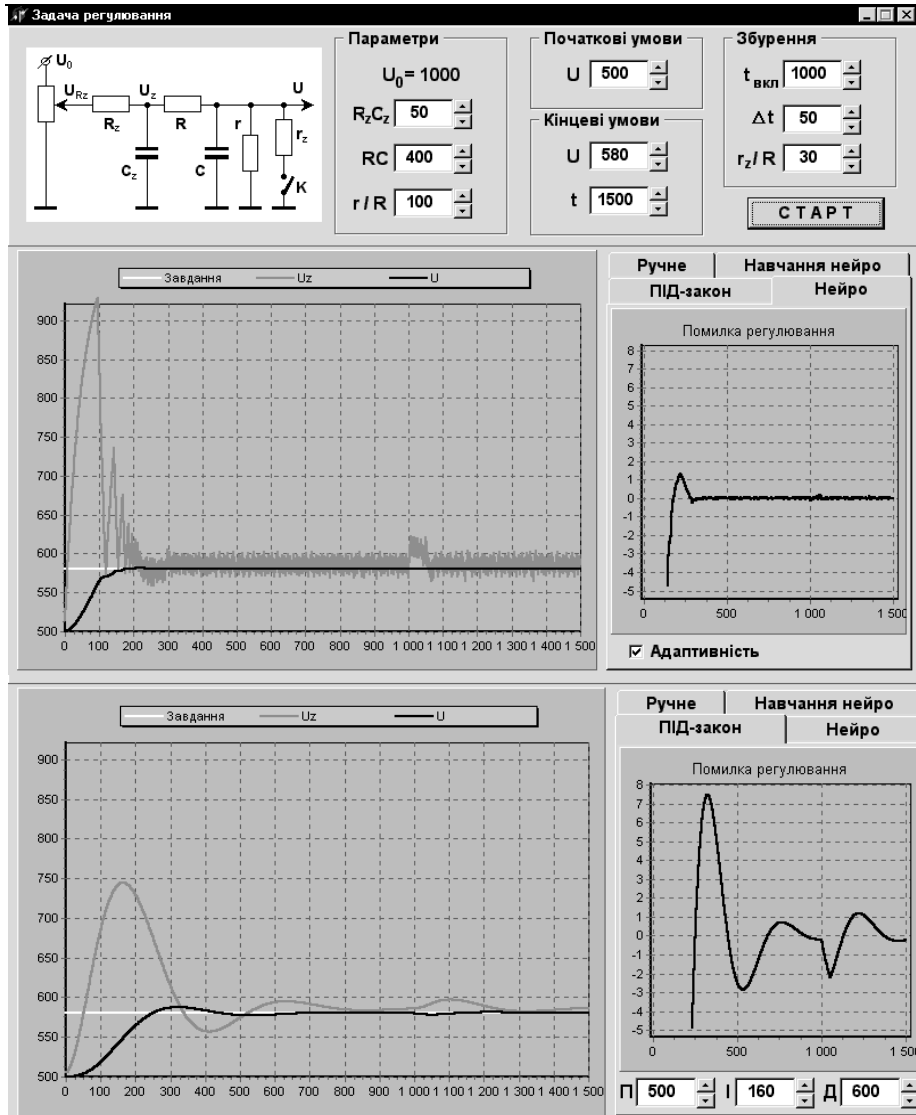 Задача регулювання
U0
URz
Uz
U
Rz
R
r
rz
Cz
C
K
Параметри
U0= 1000
RzCz 50
RC 400
r / R 100
Початкові умови
U 500
Кінцеві умови
U 580
t 1500
Збурення
tвкл 1000
Δt 50
rz/ R 30
СТАРТ
Завдання Uz U
900
850
800
750
700
650
600
550
500
0 100 200 300 400 500 600 700 800 900 1 000 1 100 1 200 1 300 1 400 1 500
Ручне Навчання нейро
ПІД-закон Нейро
Помилка регулювання
8
7
6
5
4
3
2
1
0
-1
-2
-3
-4
-5
0 500 1 000 1 500
Адаптивність
Завдання Uz U
900
850
800
750
700
650
600
550
500
0 100 200 300 400 500 600 700 800 900 1 000 1 100 1 200 1 300 1 400 1 500
Ручне Навчання нейро
ПІД-закон Нейро
Помилка регулювання
8
7
6
5
4
3
2
1
0
-1
-2
-3
-4
-5
0 500 1 000 1 500
П 500 І 160 Д 600